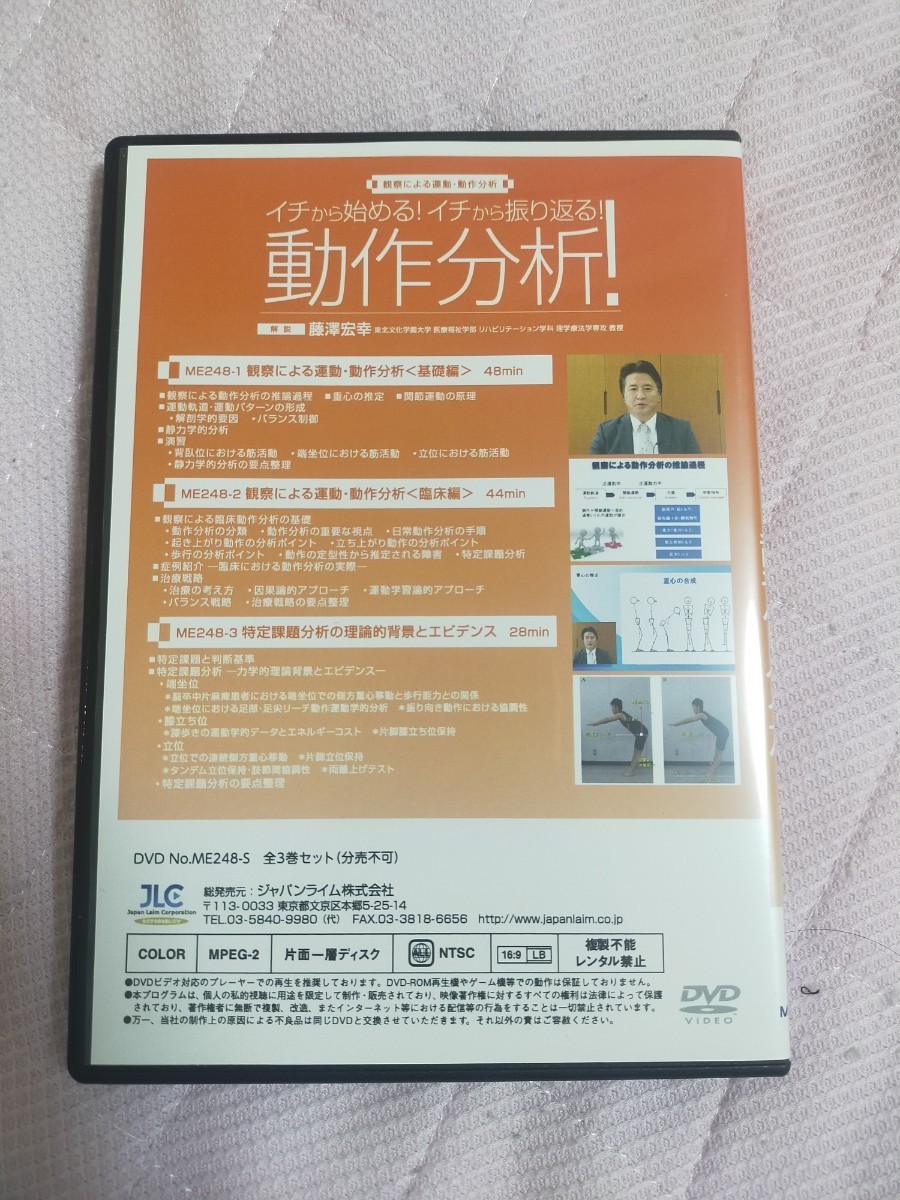 観察による運動・動作分析
イチから始める!イチから振り返る!
動作分析!
解説 藤澤宏幸 東北文化学園大学 医療福祉学部 リハビリテーション学科 理学療法学専攻 教授
ME248-1 観察による運動・動作分析<基礎編> 48min
■観察による動作分析の推論過程 ■重心の推定 ■関節運動の原理
■運動軌道・運動パターンの形成
・解剖学的要因 ・バランス制御
■静力学的分析
■演習
・背臥位における筋活動 ・端坐位における筋活動 ・立位における筋活動
・静力学的分析の要点整理
ME248-2 観察による運動・動作分析<臨床編> 44min
■観察による臨床動作分析の基礎
・動作分析の分類 ・動作分析の重要な視点 ・日常動作分析の手順
・起き上がり動作の分析ポイント ・立ち上がり動作の分析ポイント
・歩行の分析ポイント ・動作の定型性から推定される障害 ・特定課題分析
■症例紹介 ―臨床における動作分析の実際―
■治療戦略
・治療の考え方 ・因果論的アプローチ ・運動学習論的アプローチ
・バランス戦略 ・治療戦略の要点整理
ME248-3 特定課題分析の理論的背景とエビデンス 28min
■特定課題と判断基準
■特定課題分析 ―力学的理論背景とエビデンス―
・端坐位
＊脳卒中片麻痺患者における端坐位での側方重心移動と歩行能力との関係
＊端坐位における足部・足尖リーチ動作運動学的分析 ＊振り向き動作における協調性
・膝立ち位
＊膝歩きの運動学的データとエネルギーコスト ＊片脚膝立ち位保持
・立位
＊立位での連続側方重心移動 ＊片脚立位保持
＊タンデム立位保持・肢節間協調性 ＊両踵上げテスト
・特定課題分析の要点整理
観察による動作分析の推論過程
重心の合成
A
DVD No.ME248-S 全3巻セット(分売不可)
JLC
Japan Laim Corporation
総発売元:ジャパンライム株式会社
〒113-0033 東京都文京区本郷5-25-14
TEL.03-5840-9980(代) FAX.03-3818-6656 http://www.japanlaim.co.jp
COLOR MPEG-2 片面一層ディスク ALL NTSC 16:9 LB 複製不能
レンタル禁止
●DVDビデオ対応のプレーヤーでの再生を推奨しております。DVD-ROM再生機やゲーム機等での動作は保証しておりません。
●本プログラムは、個人の私的視聴に用途を限定して制作・販売されており、映像著作権に対するすべての権利は法律によって保護
されており、著作権者に無断で複製、改造、またインターネット等における配信等の行為をすることは一切禁止されています。
●万一、当社の制作上の原因による不良品は同じDVDと交換させていただきます。それ以外の責はご容赦ください。
DVD
VIDEO
M